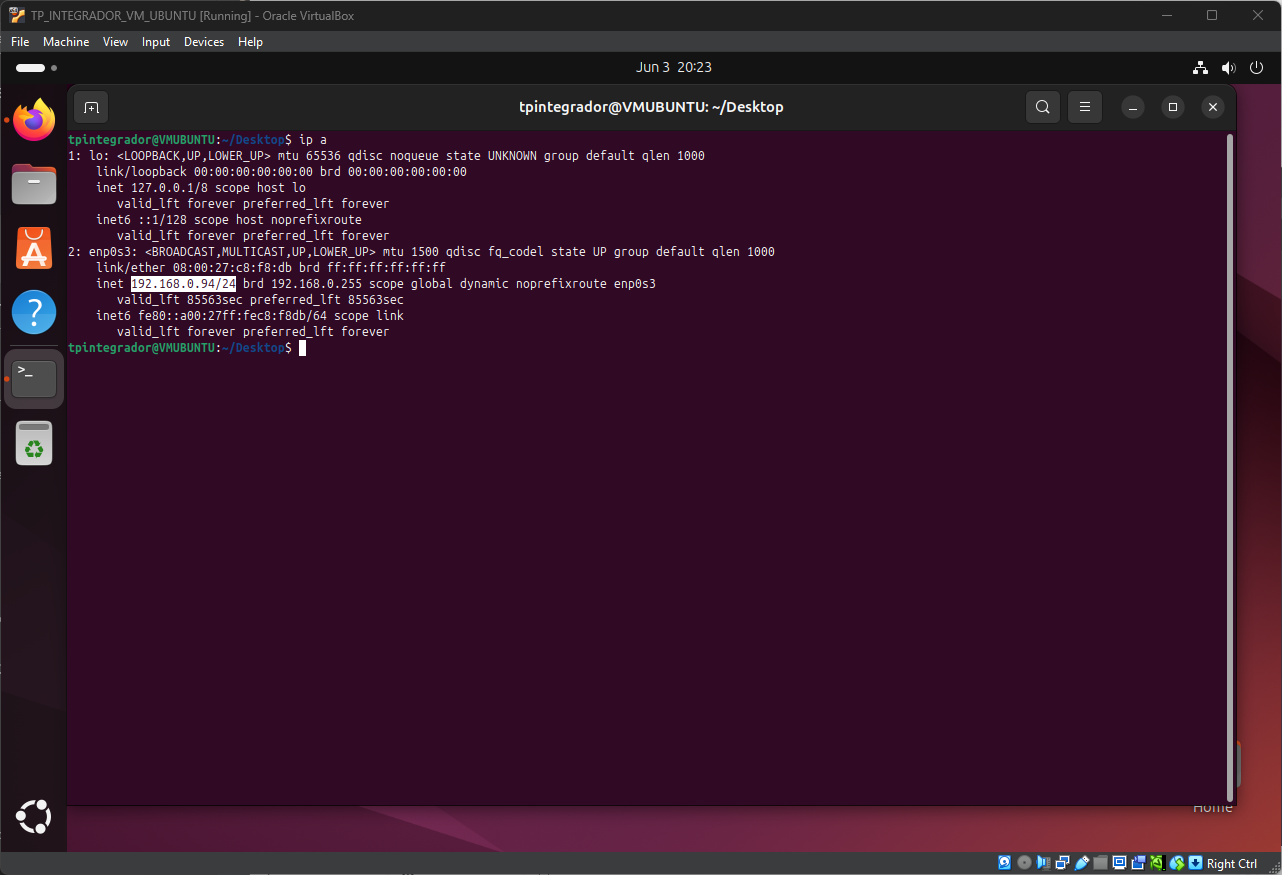 TP_INTEGRADOR_VM_UBUNTU [Running] - Oracle VirtualBox
File Machine View Input Devices Help
Jun 3 20:23
tpintegrador@VMUBUNTU: ~/Desktop
tpintegrador@VMUBUNTU:~/Desktop$ ip a
1: lo: <LOOPBACK,UP,LOWER_UP> mtu 65536 qdisc noqueue state UNKNOWN group default qlen 1000
    link/loopback 00:00:00:00:00:00 brd 00:00:00:00:00:00
    inet 127.0.0.1/8 scope host lo
       valid_lft forever preferred_lft forever
    inet6 ::1/128 scope host noprefixroute
       valid_lft forever preferred_lft forever
2: enp0s3: <BROADCAST,MULTICAST,UP,LOWER_UP> mtu 1500 qdisc fq_codel state UP group default qlen 1000
    link/ether 08:00:27:c8:f8:db brd ff:ff:ff:ff:ff:ff
    inet 192.168.0.94/24 brd 192.168.0.255 scope global dynamic noprefixroute enp0s3
       valid_lft 85563sec preferred_lft 85563sec
    inet6 fe80::a00:27ff:fec8:f8db/64 scope link
       valid_lft forever preferred_lft forever
tpintegrador@VMUBUNTU:~/Desktop$
Home
Right Ctrl